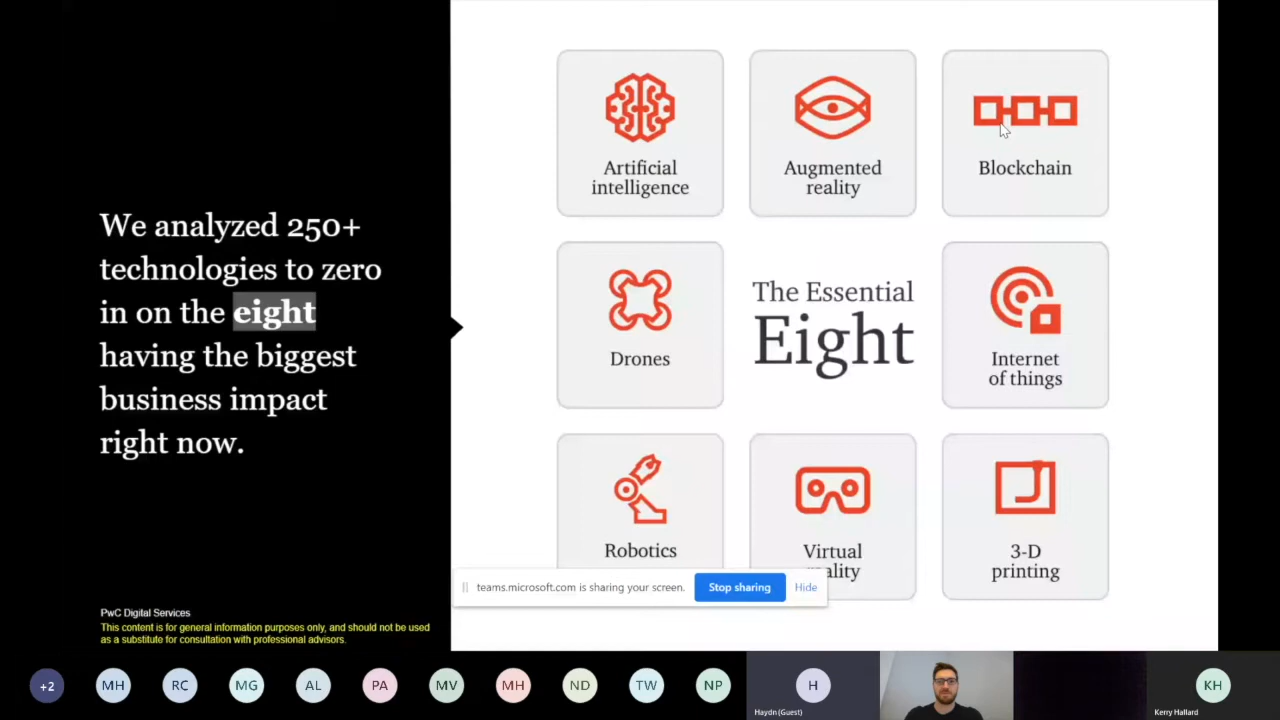 We analyzed 250+
technologies to zero
in on the eight
having the biggest
business impact
right now.
PwC Digital Services
This content is for general information purposes only, and should not be used
as a substitute for consultation with professional advisors.
Artificial
intelligence
Augmented
reality
Blockchain
Drones
The Essential
Eight
Internet
of things
Robotics
Virtual
ality
3-D
printing
teams.microsoft.com is sharing your screen.
Stop sharing
Hide
+2
MH
RC
MG
AL
PA
MV
MH
ND
TW
NP
H
Haydn (Guest)
KH
Kerry Hallard